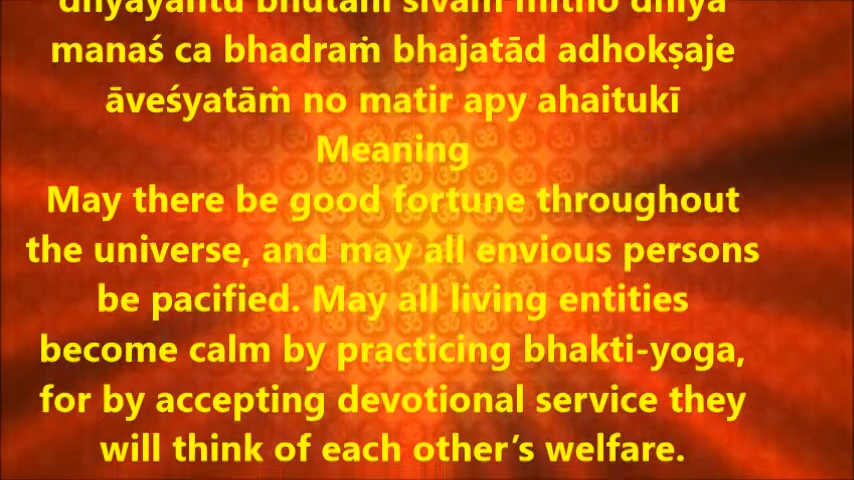 dhyāyantu bhūtāni śivaṁ mitho dhiyā
manaś ca bhadraṁ bhajatād adhokṣaje
āveśyatāṁ no matir apy ahaitukī
Meaning
May there be good fortune throughout
the universe, and may all envious persons
be pacified. May all living entities
become calm by practicing bhakti-yoga,
for by accepting devotional service they
will think of each other’s welfare.